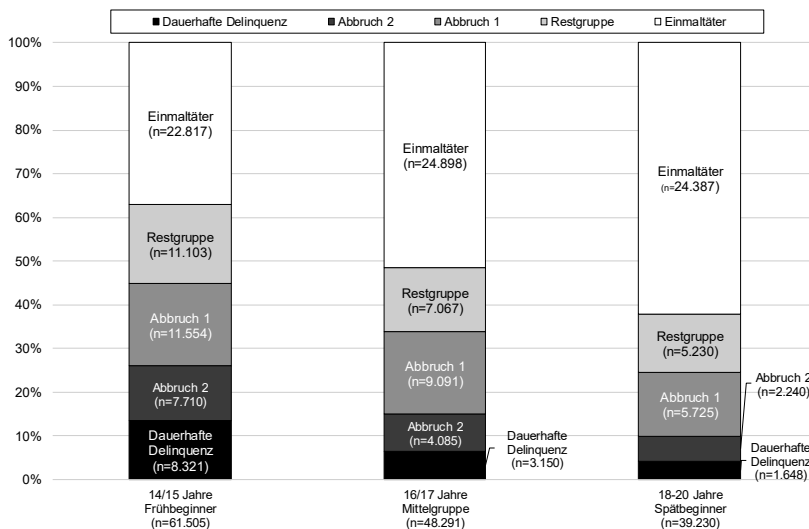 Dauerhafte Delinquenz Abbruch 2 Abbruch 1 Restgruppe Einmaltäter
100%
90%
80%
70%
60%
50%
40%
30%
20%
10%
0%
Einmaltäter
(n=22.817)
Restgruppe
(n=11.103)
Abbruch 1
(n=11.554)
Abbruch 2
(n=7.710)
Dauerhafte
Delinquenz
(n=8.321)
14/15 Jahre
Frühbeginner
(n=61.505)
Einmaltäter
(n=24.898)
Restgruppe
(n=7.067)
Abbruch 1
(n=9.091)
Abbruch 2
(n=4.085)
Dauerhafte
Delinquenz
(n=3.150)
16/17 Jahre
Mittelgruppe
(n=48.291)
Einmaltäter
(n=24.387)
Restgruppe
(n=5.230)
Abbruch 1
(n=5.725)
Abbruch 2
(n=2.240)
Dauerhafte
Delinquenz
(n=1.648)
18-20 Jahre
Spätbeginner
(n=39.230)